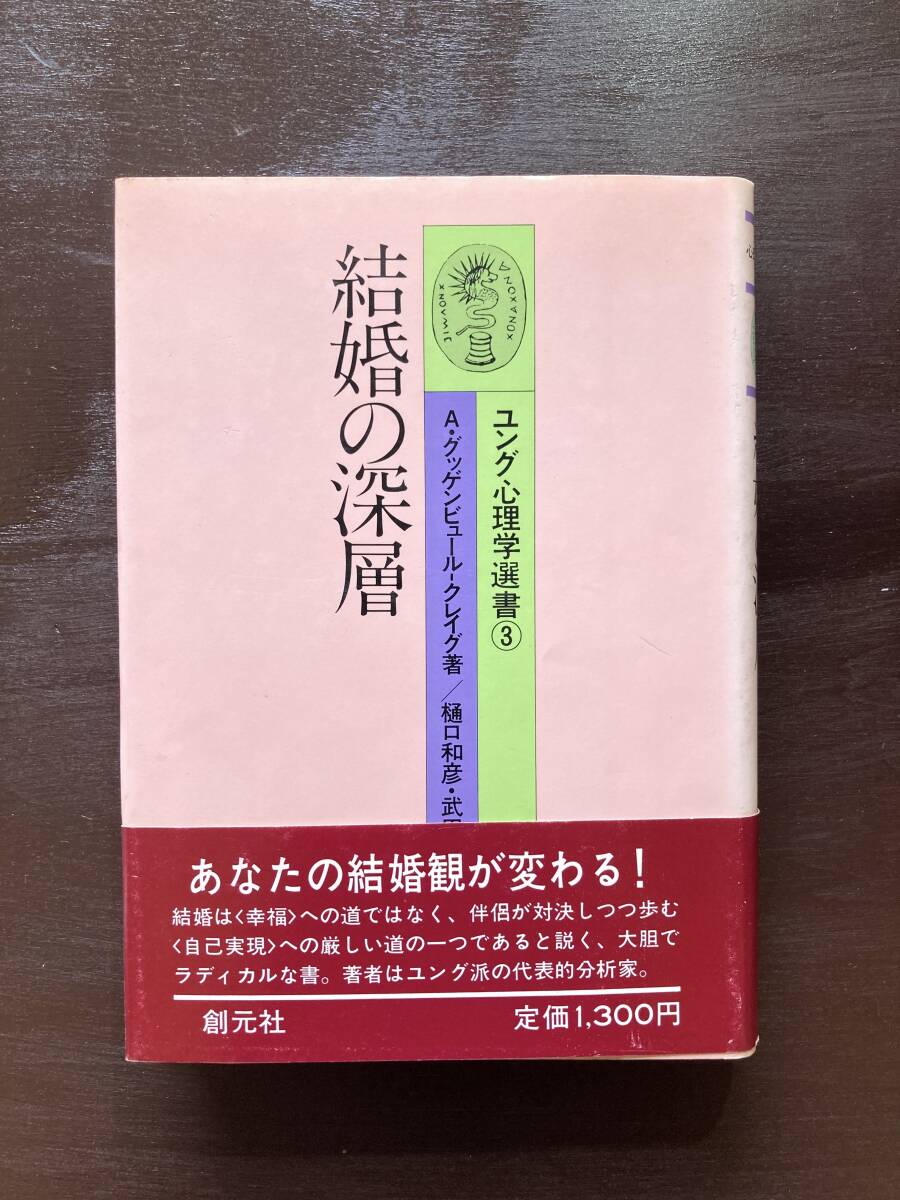 結婚の深層
ユング心理学選書③
A・グッゲンビュール-クレイグ著／樋口和彦・武
あなたの結婚観が変わる！
結婚は〈幸福〉への道ではなく、伴侶が対決しつつ歩む
〈自己実現〉への厳しい道の一つであると説く、大胆で
ラディカルな書。著者はユング派の代表的分析家。
創元社
定価1,300円